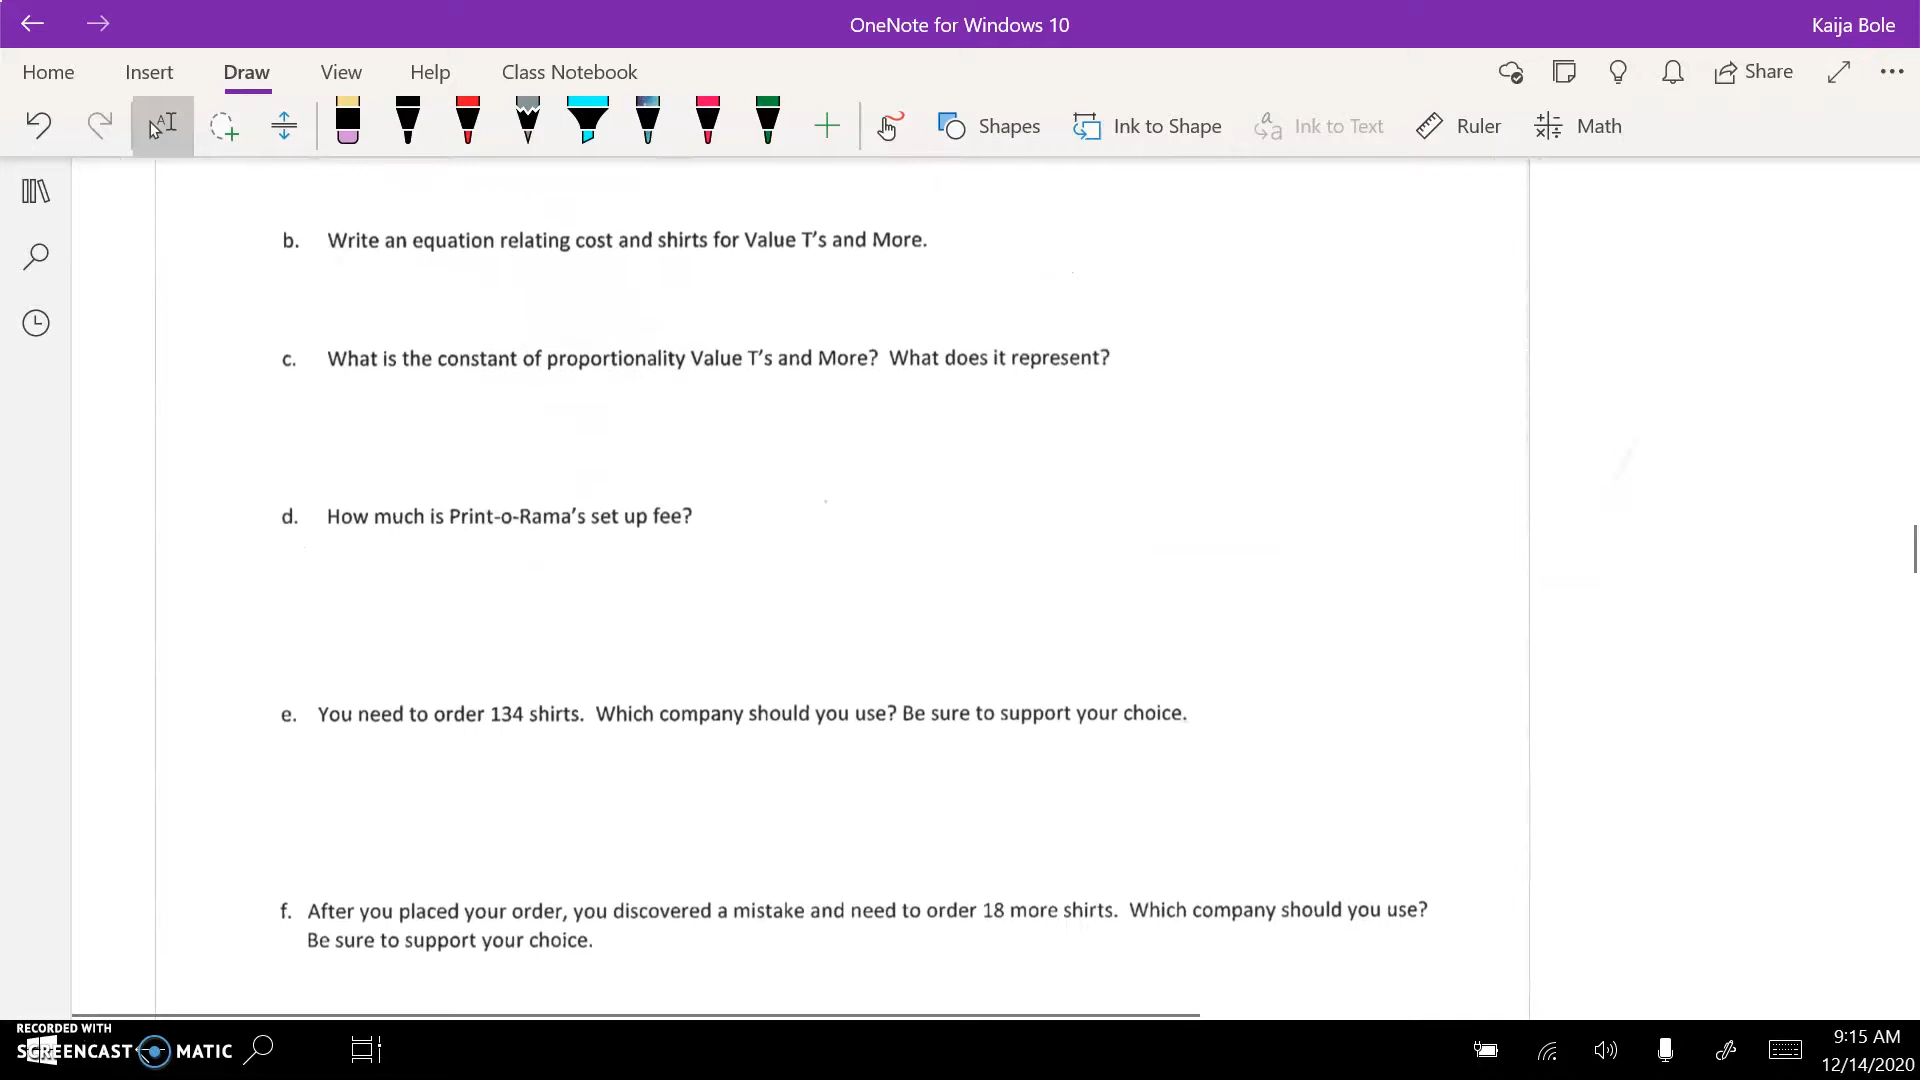 OneNote for Windows 10
Kaija Bole
Home Insert Draw View Help Class Notebook
Share
Shapes Ink to Shape Ink to Text Ruler Math
b. Write an equation relating cost and shirts for Value T's and More.
c. What is the constant of proportionality Value T's and More? What does it represent?
d. How much is Print-o-Rama's set up fee?
e. You need to order 134 shirts. Which company should you use? Be sure to support your choice.
f. After you placed your order, you discovered a mistake and need to order 18 more shirts. Which company should you use?
Be sure to support your choice.
RECORDED WITH
SCREENCAST MATIC
9:15 AM
12/14/2020